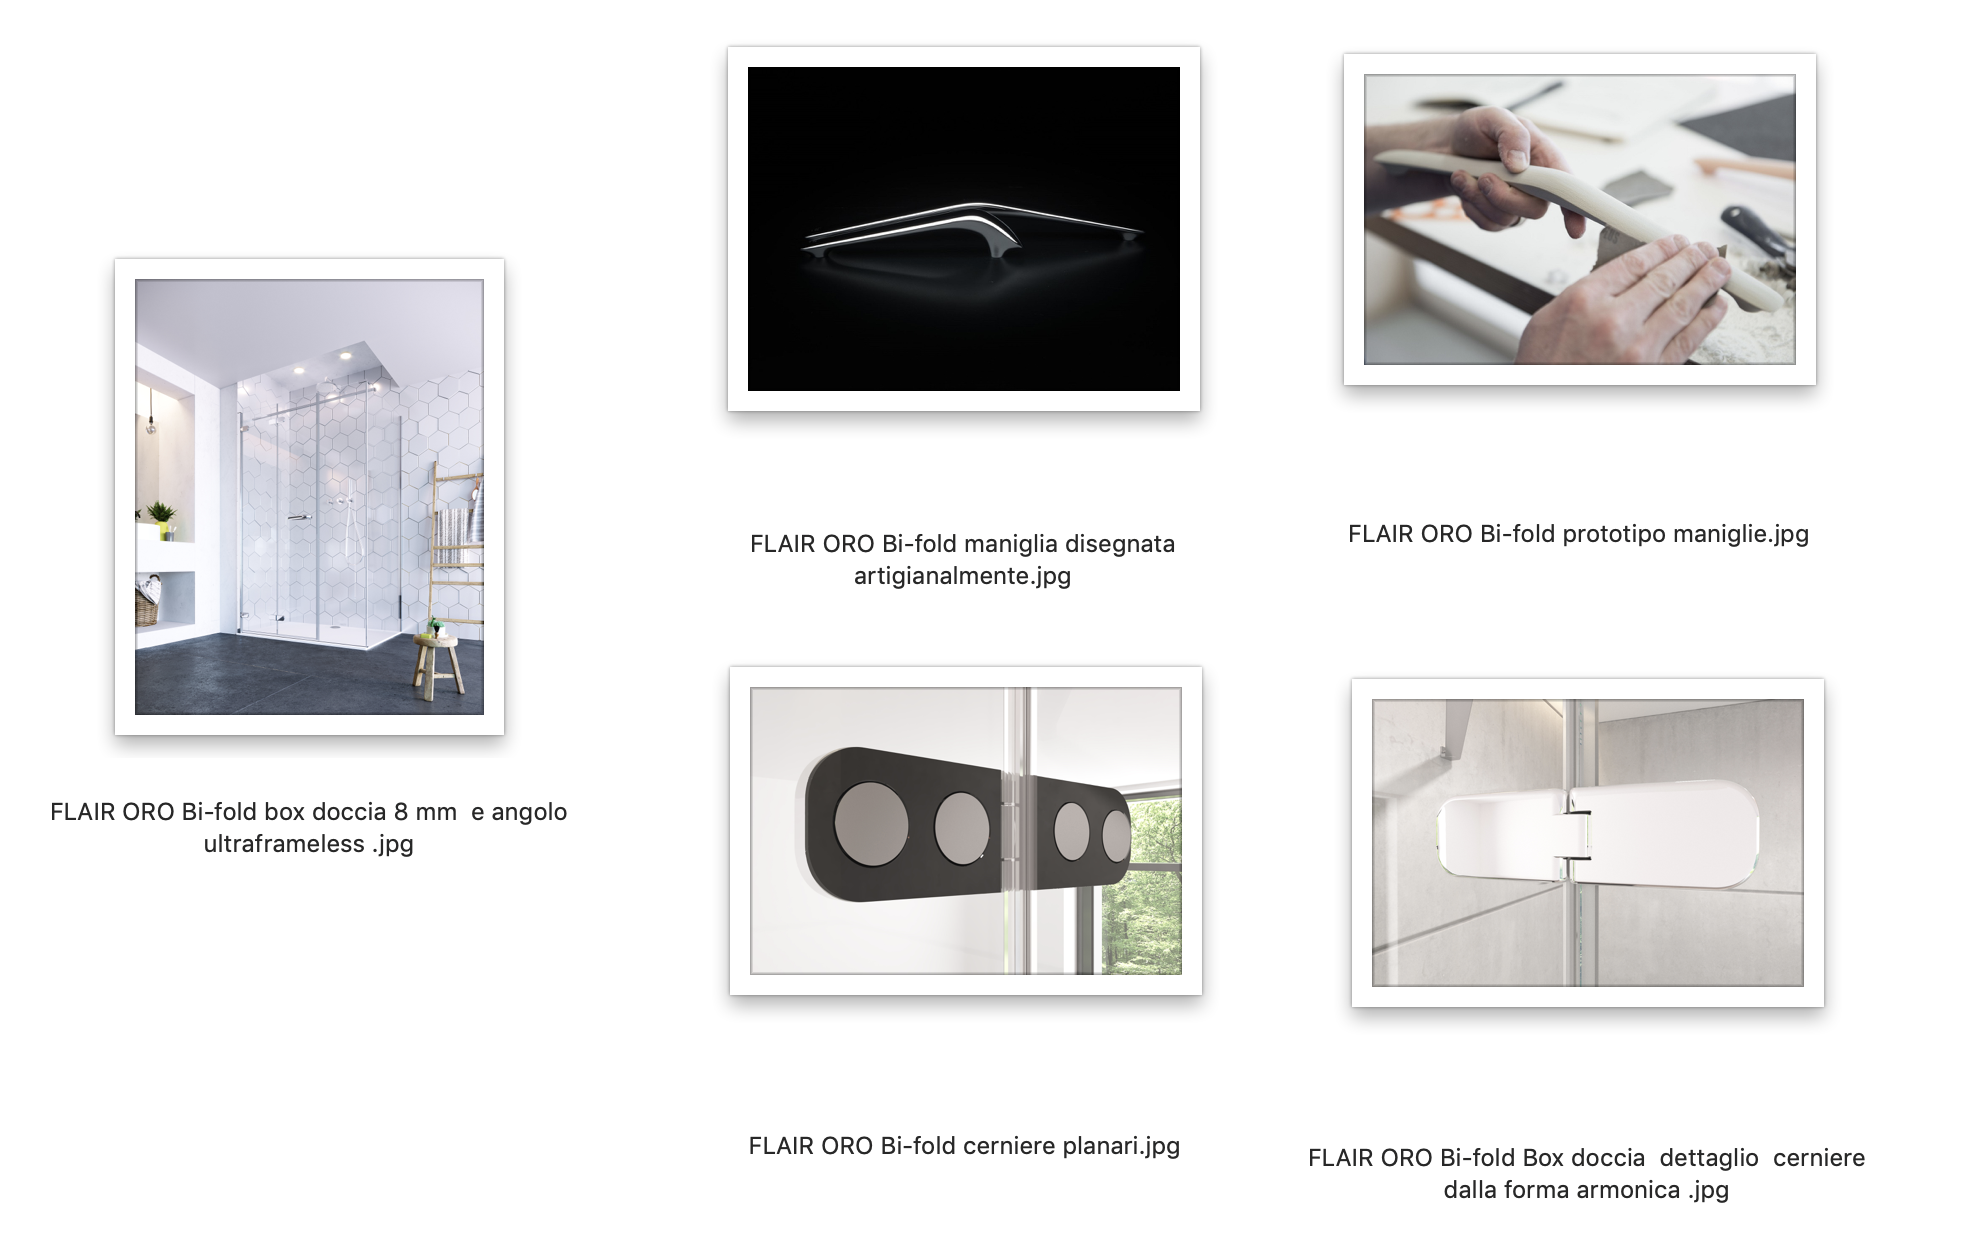 FLAIR ORO Bi-fold maniglia disegnata
artigianalmente.jpg
FLAIR ORO Bi-fold prototipo maniglie.jpg
FLAIR ORO Bi-fold box doccia 8 mm  e angolo
ultraframeless .jpg
FLAIR ORO Bi-fold cerniere planari.jpg
FLAIR ORO Bi-fold Box doccia  dettaglio  cerniere
dalla forma armonica .jpg